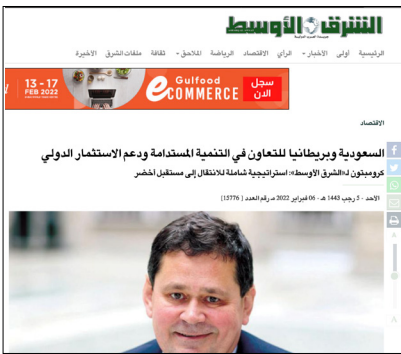 الشرق الأوسط
جريدة العرب الدولية
الرئيسية أولى الأخبار الرأي الاقتصاد الرياضة الملاحق ثقافة ملفات الشرق الأخيرة
13 - 17
FEB 2022
Gulfood
eCOMMERCE
سجل
الان
الاقتصاد
السعودية وبريطانيا للتعاون في التنمية المستدامة ودعم الاستثمار الدولي
كرومبتون لـ«الشرق الأوسط»: استراتيجية شاملة للانتقال إلى مستقبل أخضر
الأحد - 5 رجب 1443 هـ - 06 فبراير 2022 مـ رقم العدد [15776]
A
A